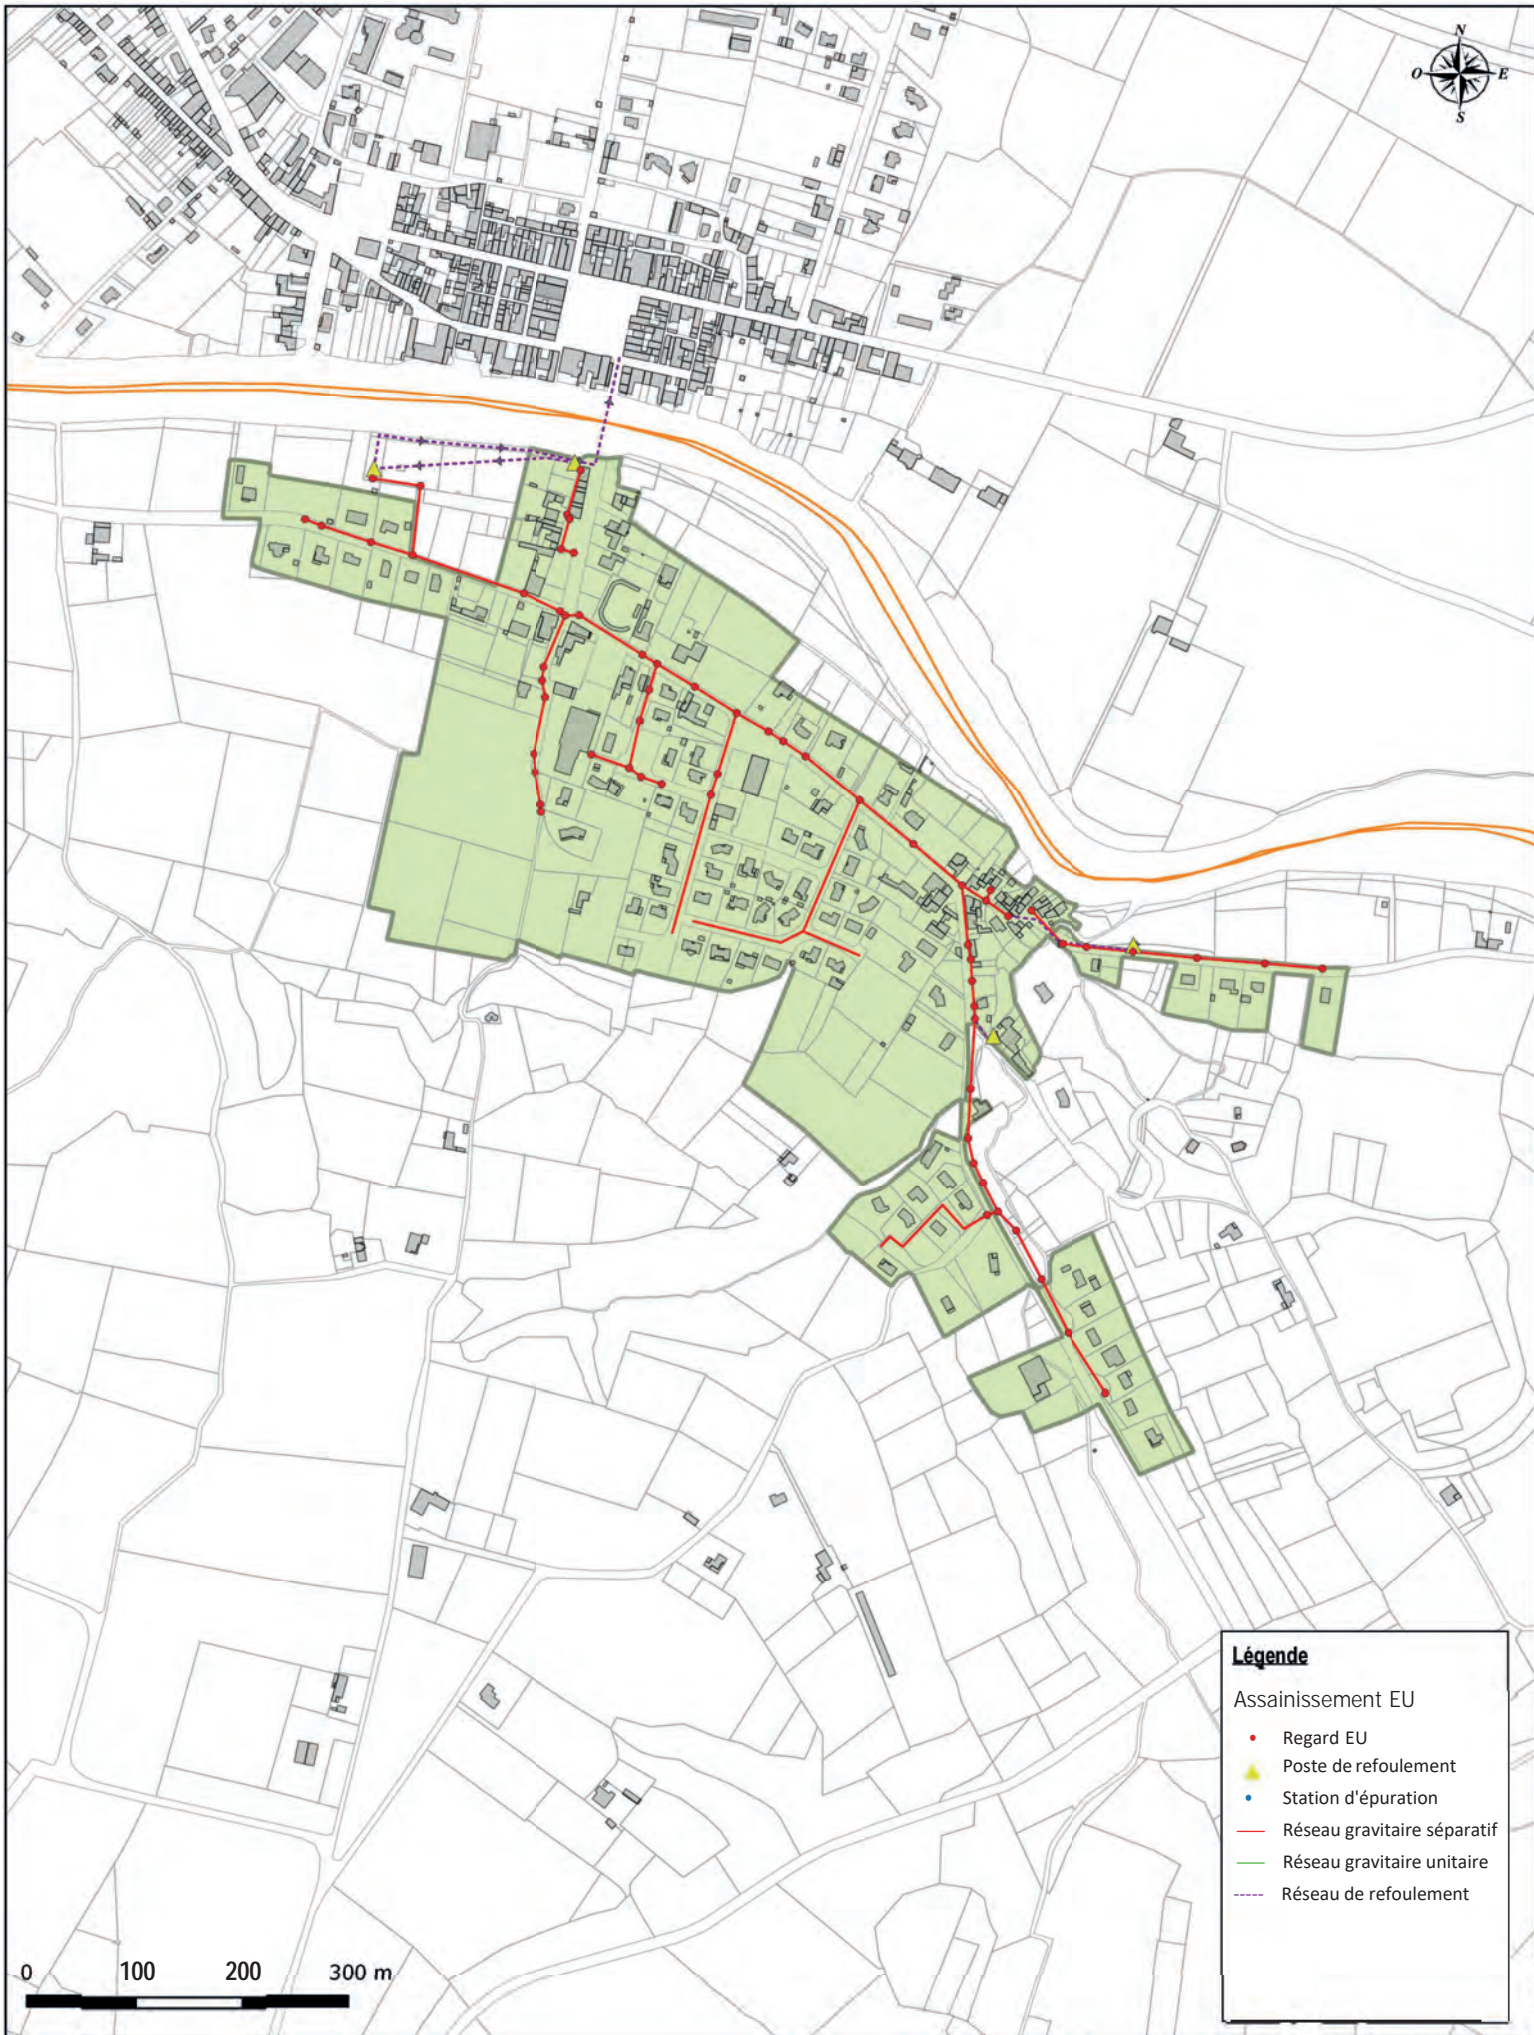 N
O E
S
Légende
Assainissement EU
Regard EU
Poste de refoulement
Station d'épuration
Réseau gravitaire séparatif
Réseau gravitaire unitaire
Réseau de refoulement
0 100 200 300 m